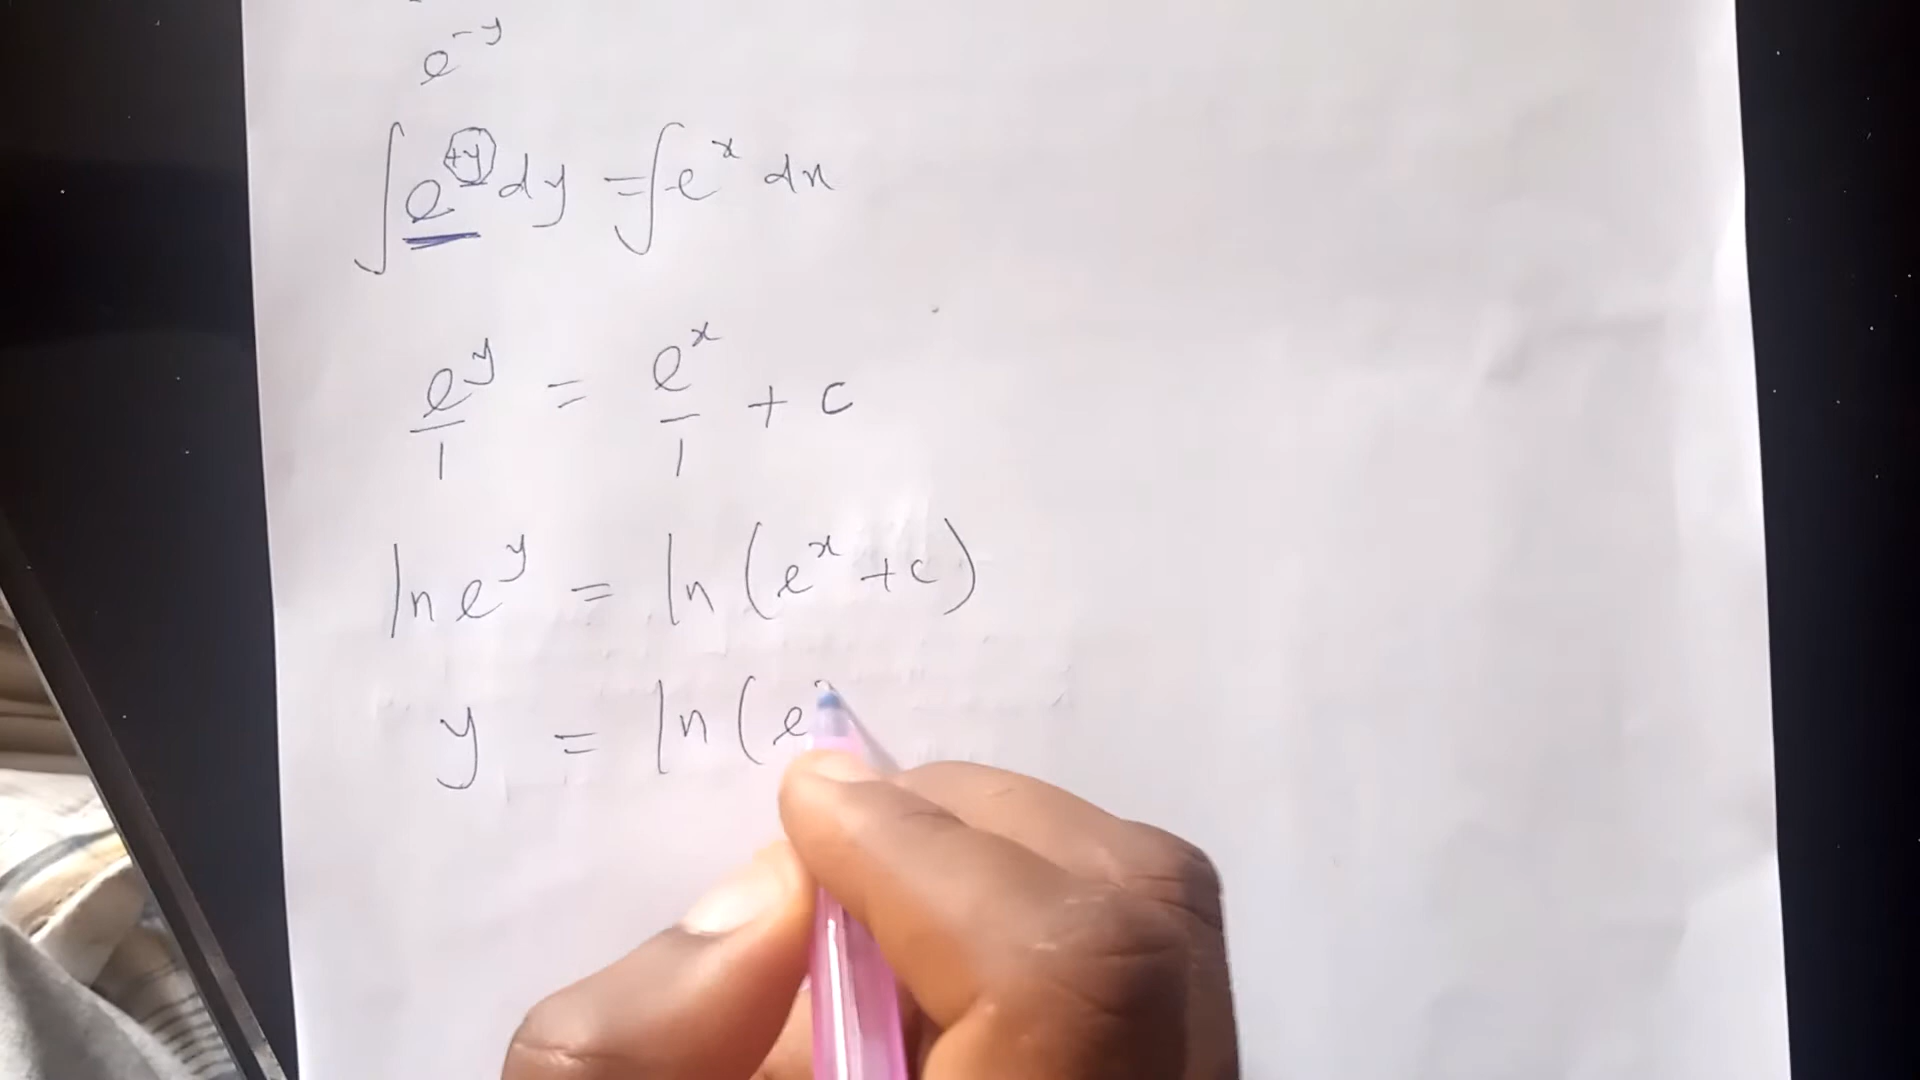 e^{-y}
∫ e^{+y} dy = ∫ e^x dx
e^y/1 = e^x/1 + c
ln e^y = ln (e^x + c)
y = ln (e